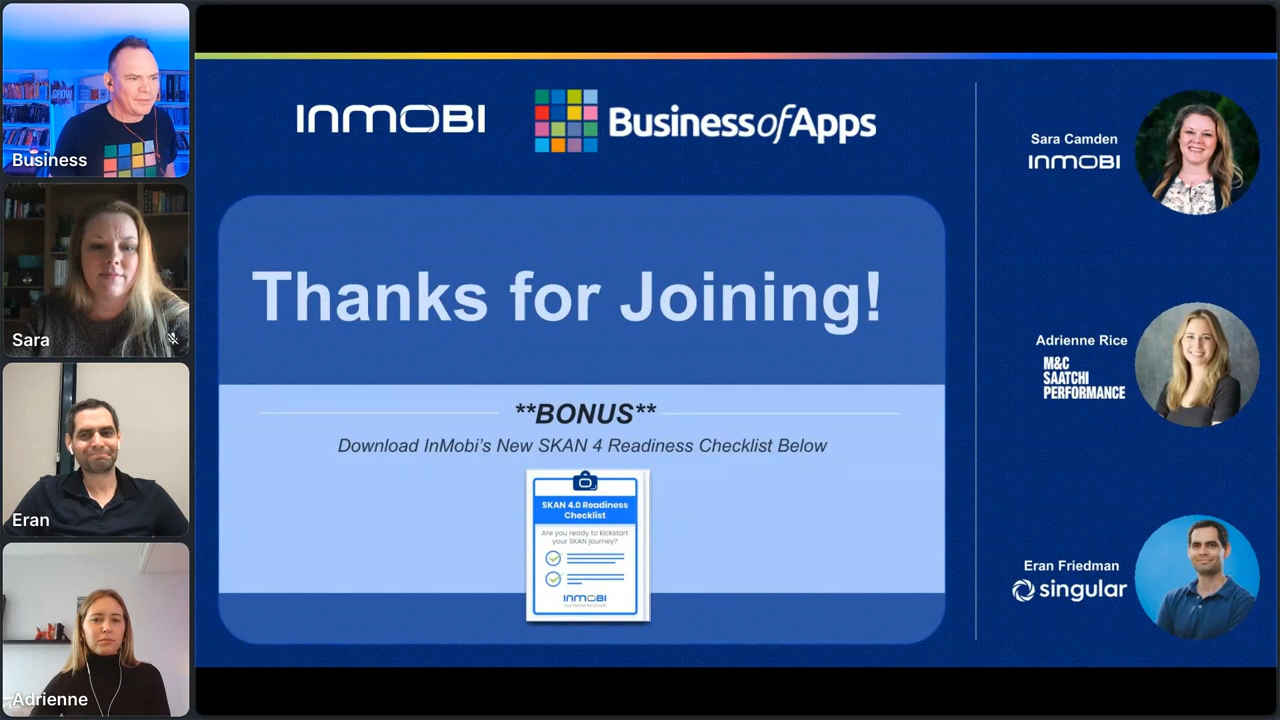 Business
Sara
Eran
Adrienne
INMOBI
BusinessofApps
Thanks for Joining!
**BONUS**
Download InMobi's New SKAN 4 Readiness Checklist Below
SKAN 4.0 Readiness
Checklist
Are you ready to kickstart
your SKAN journey?
INMOBI
Sara Camden
INMOBI
Adrienne Rice
M&C
SAATCHI
PERFORMANCE
Eran Friedman
singular